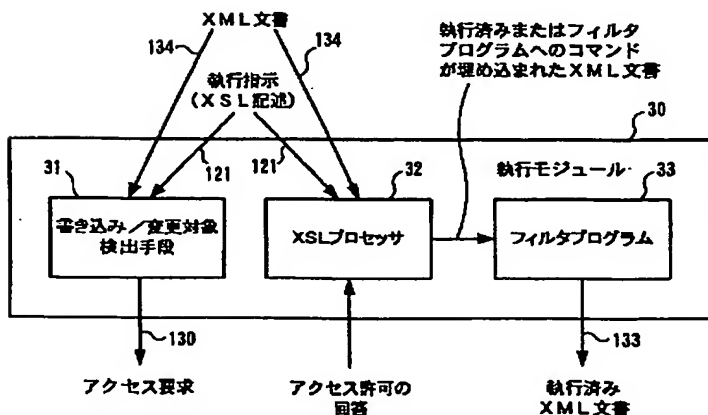 XML文書
134
134
執行指示
(XSL記述)
執行済みまたはフィルタ
プログラムへのコマンド
が埋め込まれたXML文書
30
121
121
31
32
執行モジュール
33
書き込み/変更対象
検出手段
XSLプロセッサ
フィルタプログラム
130
133
アクセス要求
アクセス許可の
回答
執行済み
XML文書